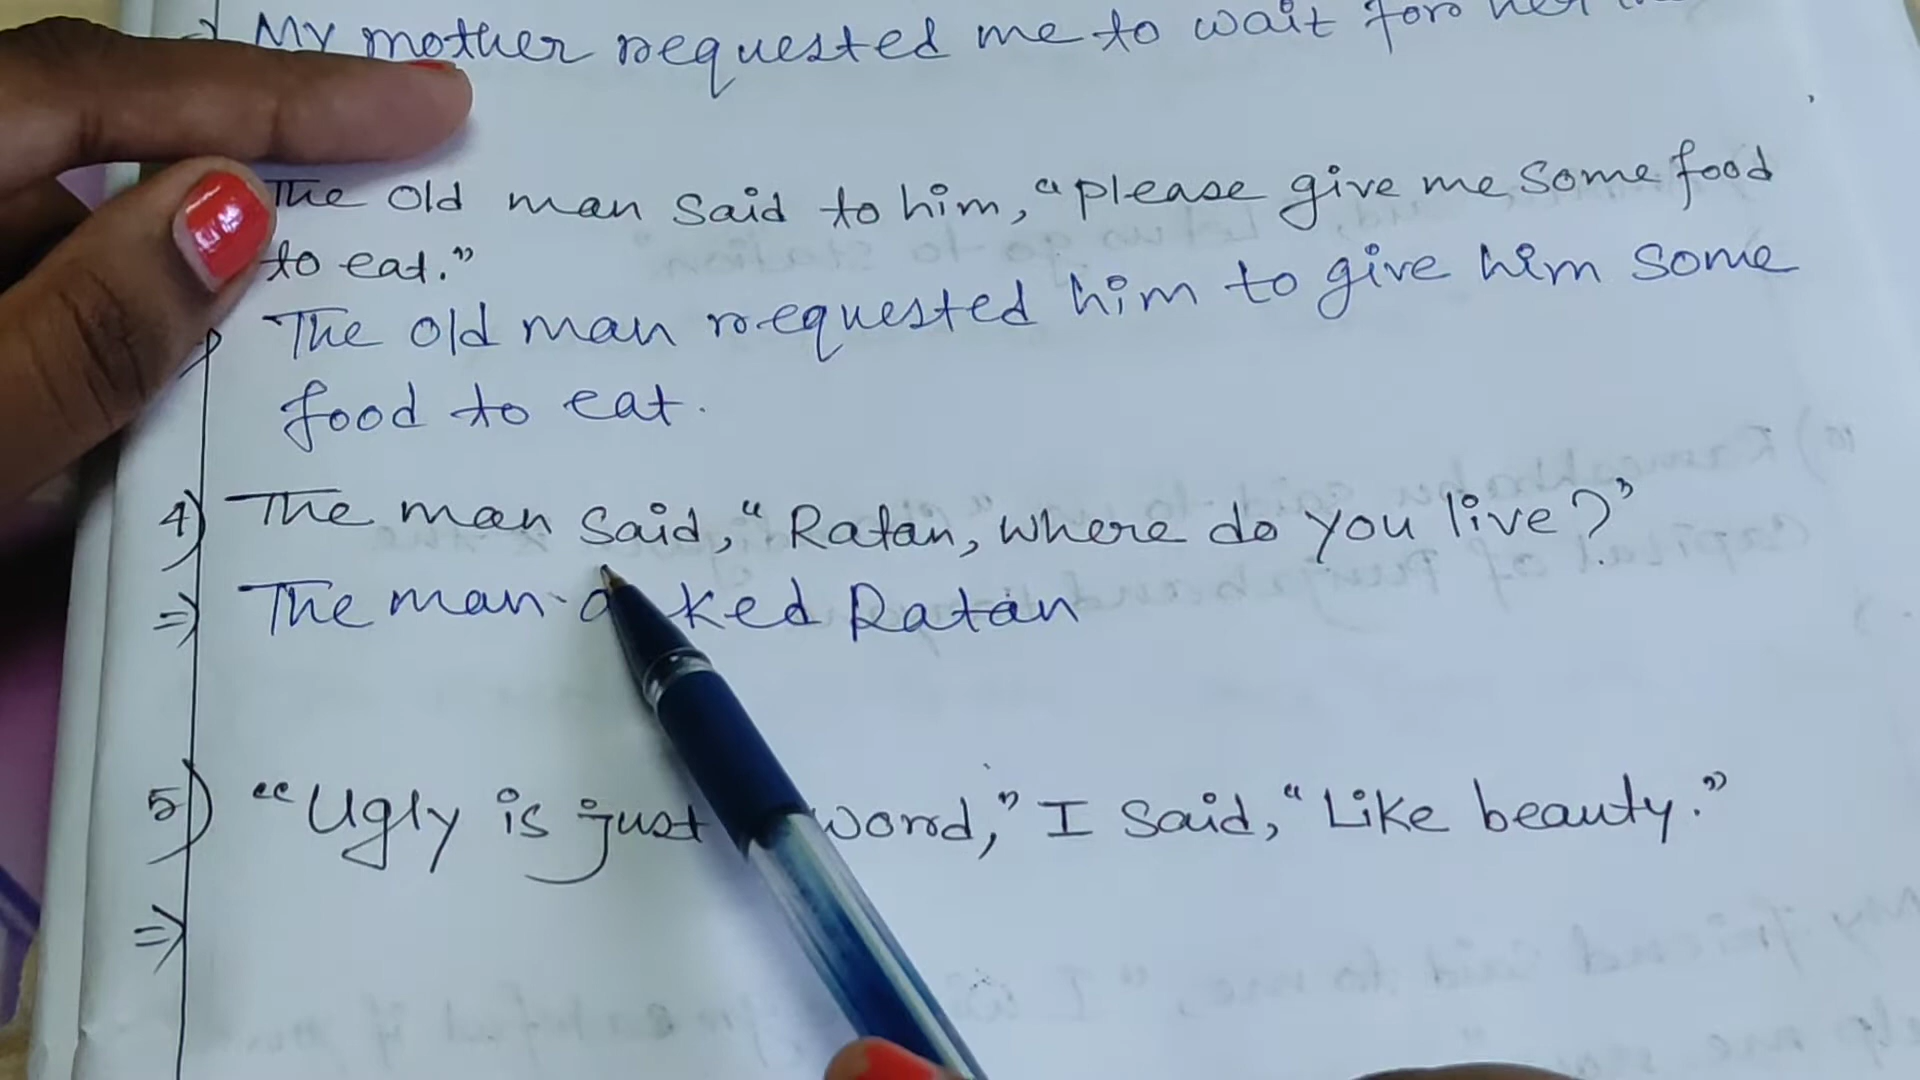 My mother requested me to wait for her
The old man said to him, "please give me some food
to eat."
The old man requested him to give him some
food to eat.
4) The man said, "Ratan, where do you live?"
=> The man a ked Ratan
5) "Ugly is just word," I said, "Like beauty."
=>